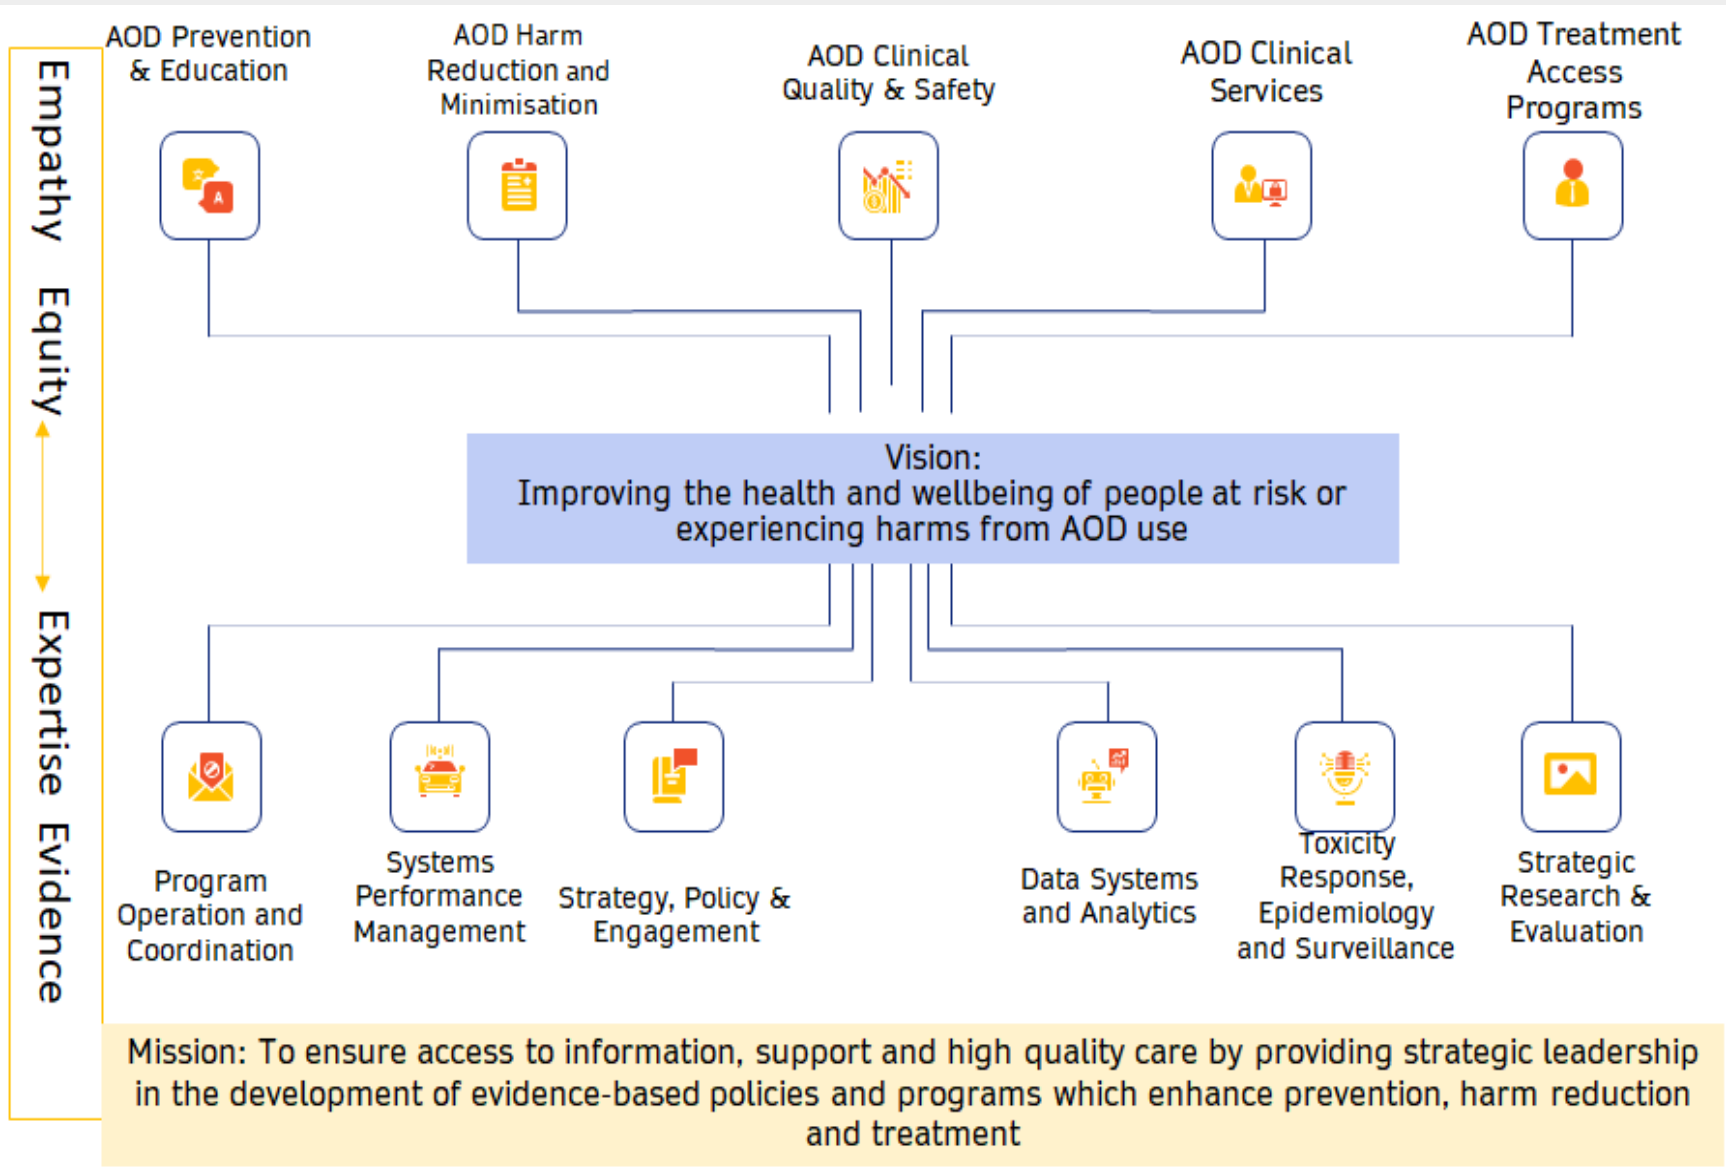 AOD Prevention
& Education
AOD Harm
Reduction and
Minimisation
AOD Clinical
Quality & Safety
AOD Clinical
Services
AOD Treatment
Access
Programs
A
Empathy Equity
Expertise Evidence
Vision:
Improving the health and wellbeing of people at risk or
experiencing harms from AOD use
Program
Operation and
Coordination
Systems
Performance
Management
Strategy, Policy &
Engagement
Data Systems
and Analytics
Toxicity
Response,
Epidemiology
and Surveillance
Strategic
Research &
Evaluation
Mission: To ensure access to information, support and high quality care by providing strategic leadership
in the development of evidence-based policies and programs which enhance prevention, harm reduction
and treatment